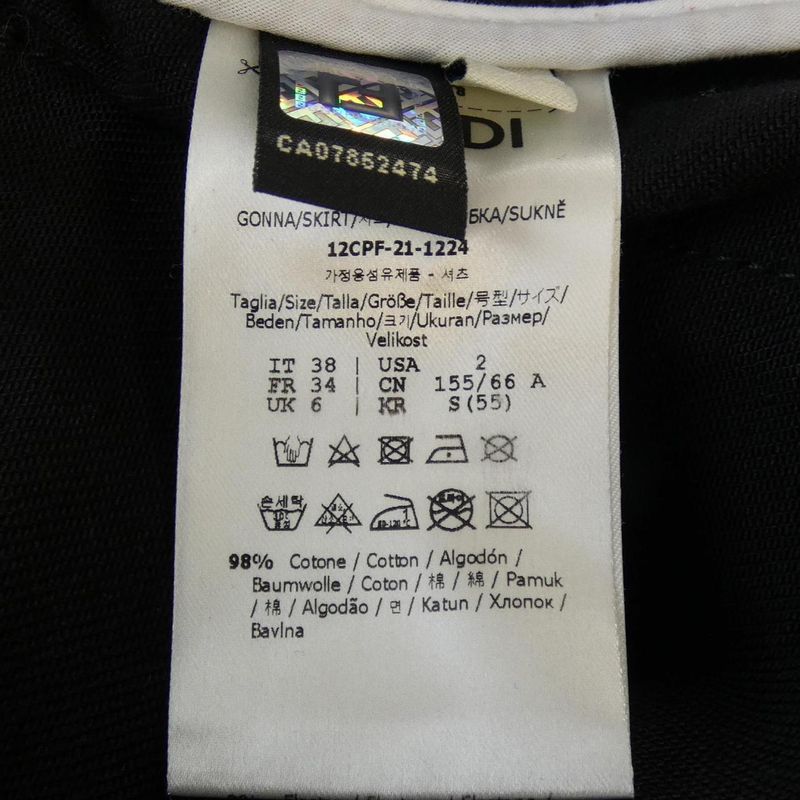 CA07862474
DI
GONNA/SKIRT/ БКА/SUKNĚ
12CPF-21-1224
가정용섬유제품 - 셔츠
Taglia/Size/Talla/Größe/Taille/号型/サイズ/
Beden/Tamanho/크기/Ukuran/Размер/
Velikost
IT 38 | USA 2
FR 34 | CN 155/66 A
UK 6 | KR S(55)
손세탁
98% Cotone / Cotton / Algodón /
Baumwolle / Coton / 棉 / 綿 / Pamuk
/ 棉 / Algodão / 면 / Katun / Хлопок /
Bavlna